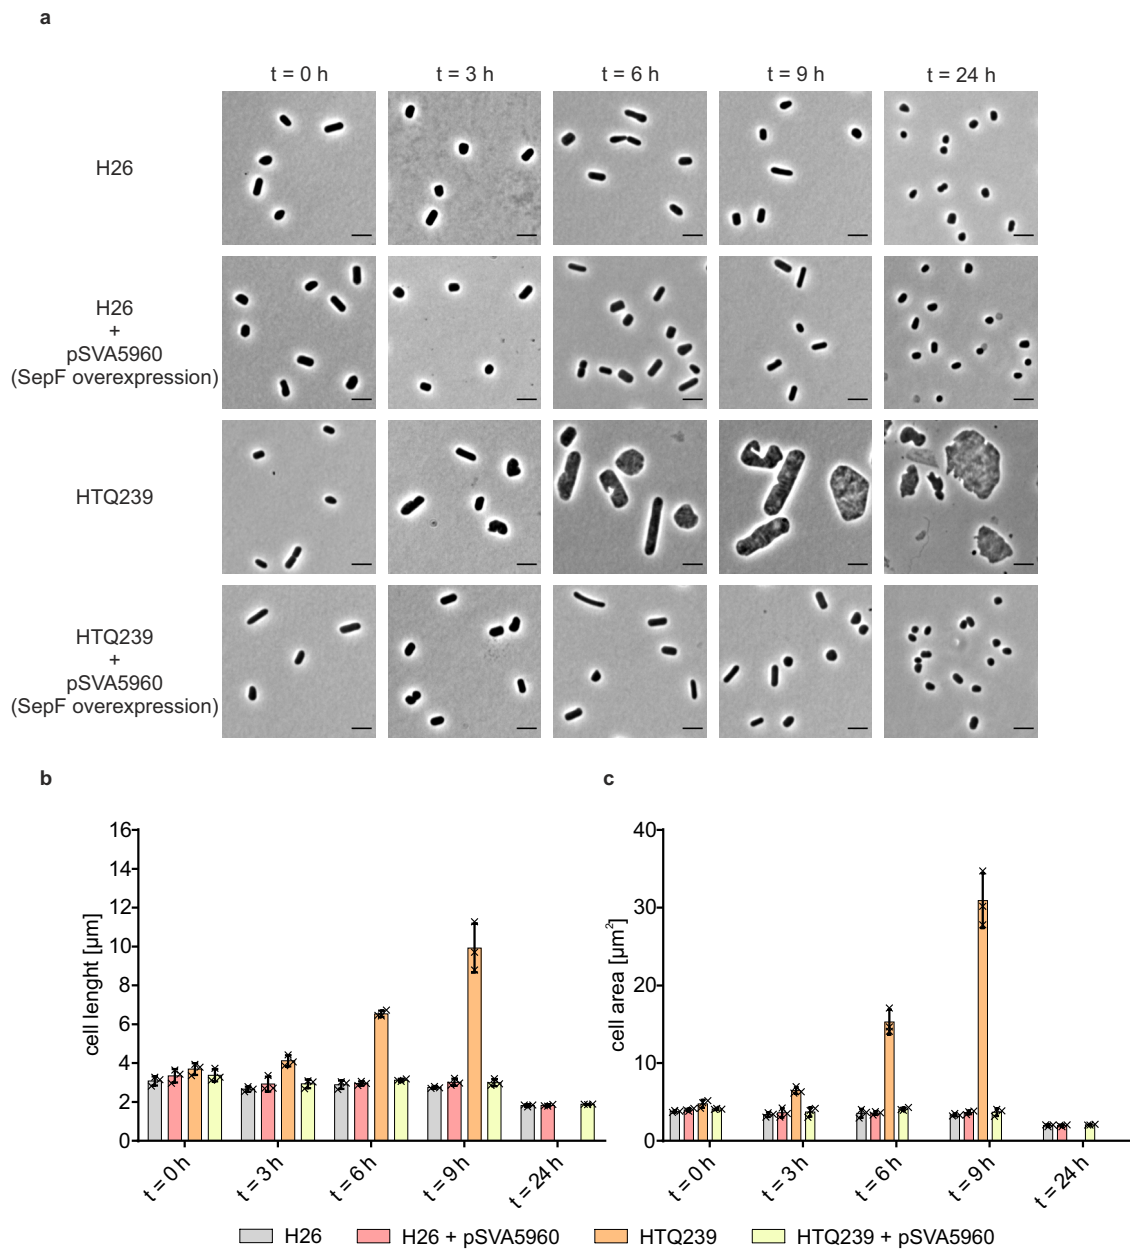 a
t = 0 h
t = 3 h
t = 6 h
t = 9 h
t = 24 h
H26
H26
+
pSVA5960
(SepF overexpression)
HTQ239
HTQ239
+
pSVA5960
(SepF overexpression)
b
cell lenght [µm]
16
14
12
10
8
6
4
2
0
t = 0 h
t = 3 h
t = 6 h
t = 9 h
t = 24 h
c
cell area [µm²]
40
30
20
10
0
t = 0 h
t = 3 h
t = 6 h
t = 9 h
t = 24 h
H26
H26 + pSVA5960
HTQ239
HTQ239 + pSVA5960